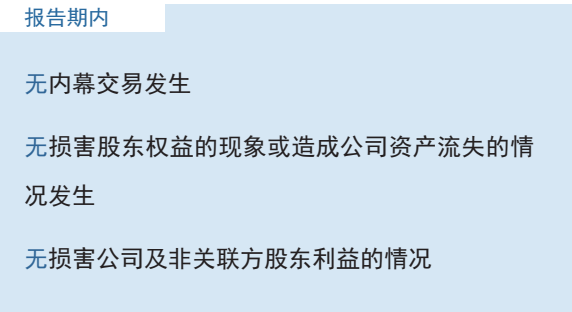 报告期内
无内幕交易发生
无损害股东权益的现象或造成公司资产流失的情
况发生
无损害公司及非关联方股东利益的情况